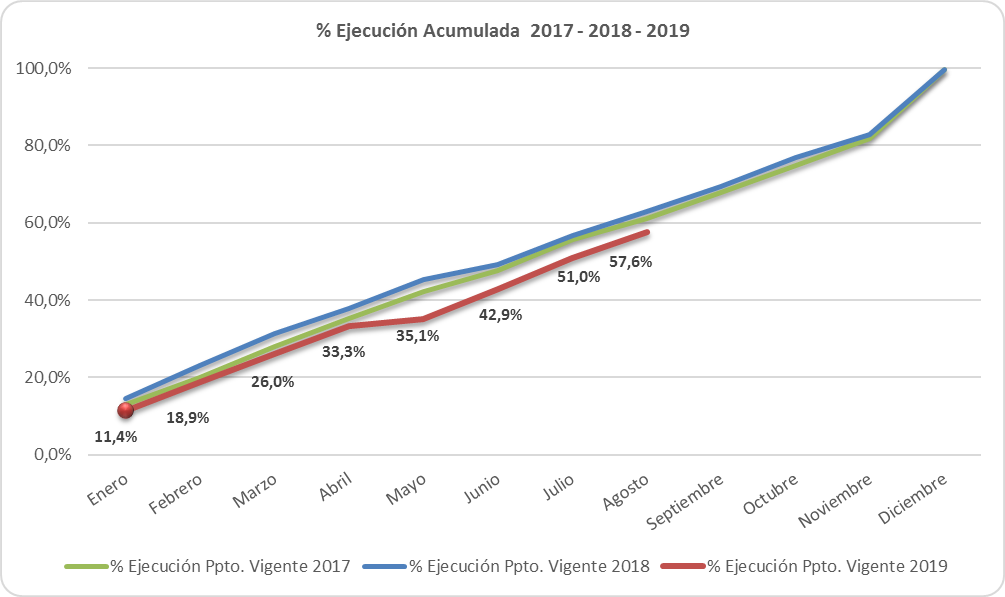 % Ejecución Acumulada 2017 - 2018 - 2019
100,0%
80,0%
60,0%
40,0%
20,0%
0,0%
11,4%
18,9%
26,0%
33,3%
35,1%
42,9%
51,0%
57,6%
Enero
Febrero
Marzo
Abril
Mayo
Junio
Julio
Agosto
Septiembre
Octubre
Noviembre
Diciembre
% Ejecución Ppto. Vigente 2017
% Ejecución Ppto. Vigente 2018
% Ejecución Ppto. Vigente 2019